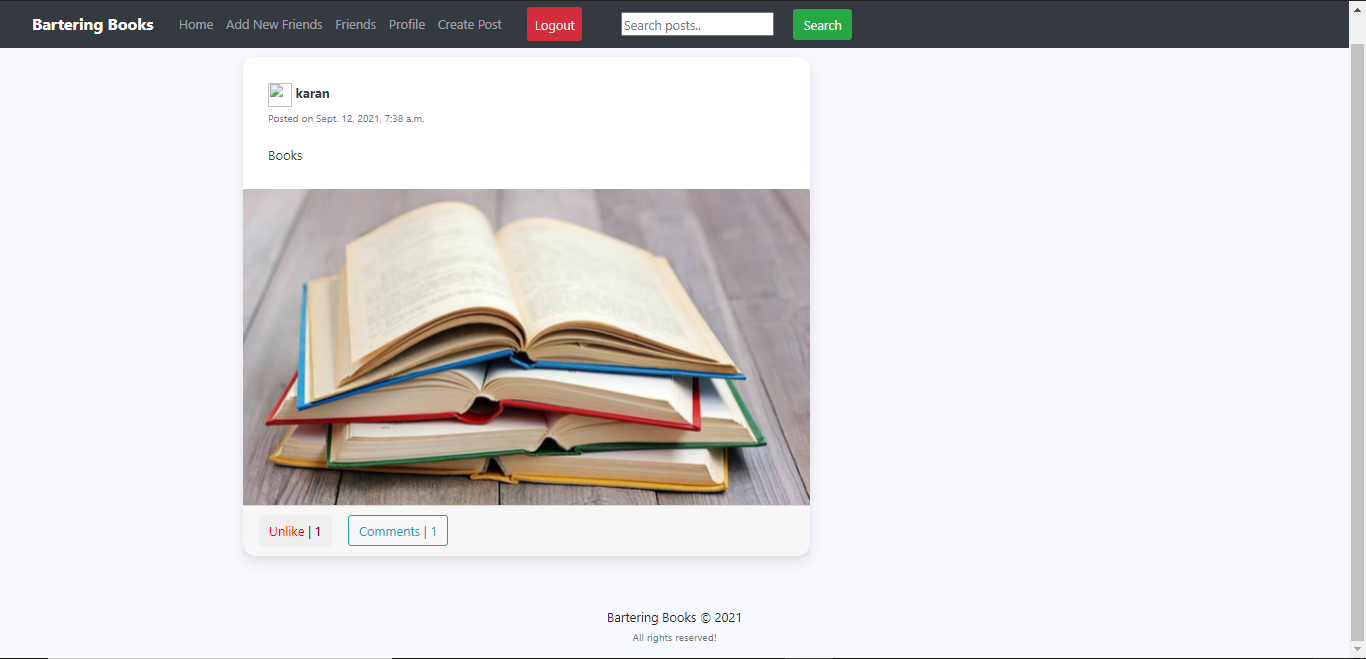 Bartering Books Home Add New Friends Friends Profile Create Post Logout Search posts.. Search
karan
Posted on Sept. 12, 2021, 7:38 a.m.
Books
Unlike | 1 Comments | 1
Bartering Books © 2021
All rights reserved!